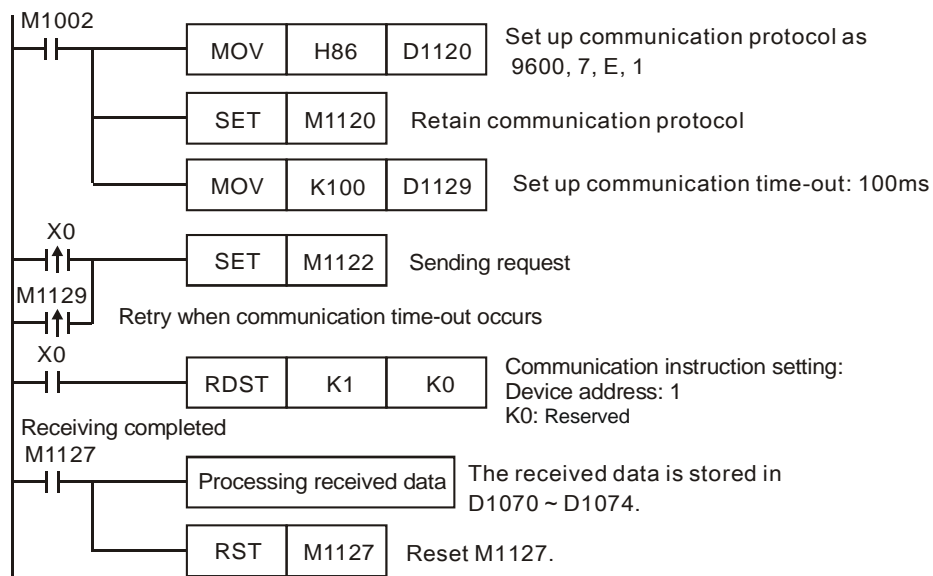 M1002
MOV H86 D1120 Set up communication protocol as
9600, 7, E, 1
SET M1120 Retain communication protocol
MOV K100 D1129 Set up communication time-out: 100ms
X0
SET M1122 Sending request
M1129
Retry when communication time-out occurs
X0
RDST K1 K0 Communication instruction setting:
Device address: 1
K0: Reserved
Receiving completed
M1127
Processing received data The received data is stored in
D1070 ~ D1074.
RST M1127 Reset M1127.